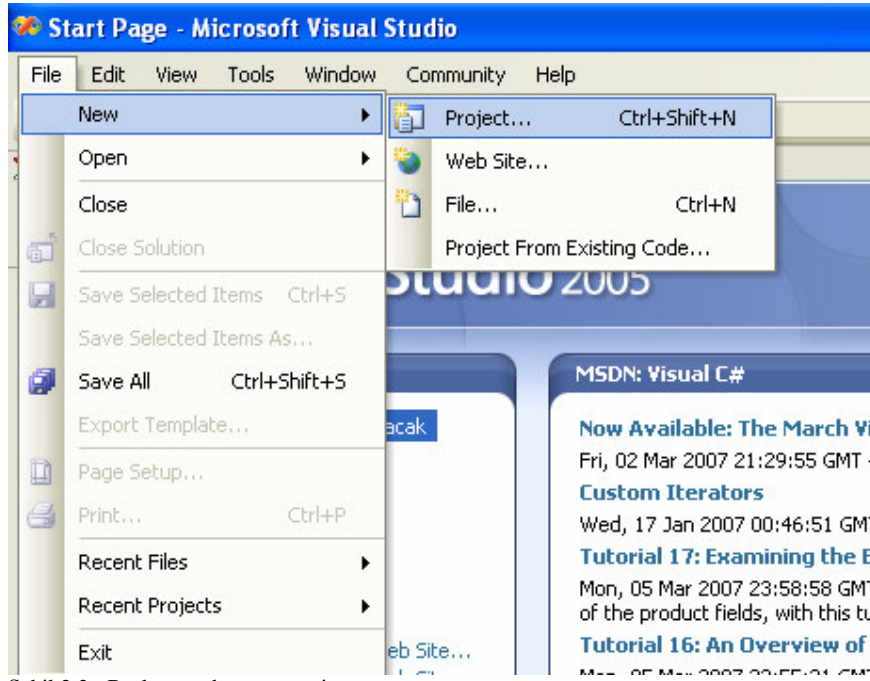 Start Page - Microsoft Visual Studio
File Edit View Tools Window Community Help
New
Project... Ctrl+Shift+N
Open
Web Site...
Close
File... Ctrl+N
Close Solution
Project From Existing Code...
Studio 2005
Save Selected Items Ctrl+S
Save Selected Items As...
Save All Ctrl+Shift+S
Export Template...
Page Setup...
Print... Ctrl+P
Recent Files
Recent Projects
Exit
acak
eb Site...
MSDN: Visual C#
Now Available: The March Vi
Fri, 02 Mar 2007 21:29:55 GMT -
Custom Iterators
Wed, 17 Jan 2007 00:46:51 GMT
Tutorial 17: Examining the E
Mon, 05 Mar 2007 23:58:58 GMT
of the product fields, with this tu
Tutorial 16: An Overview of